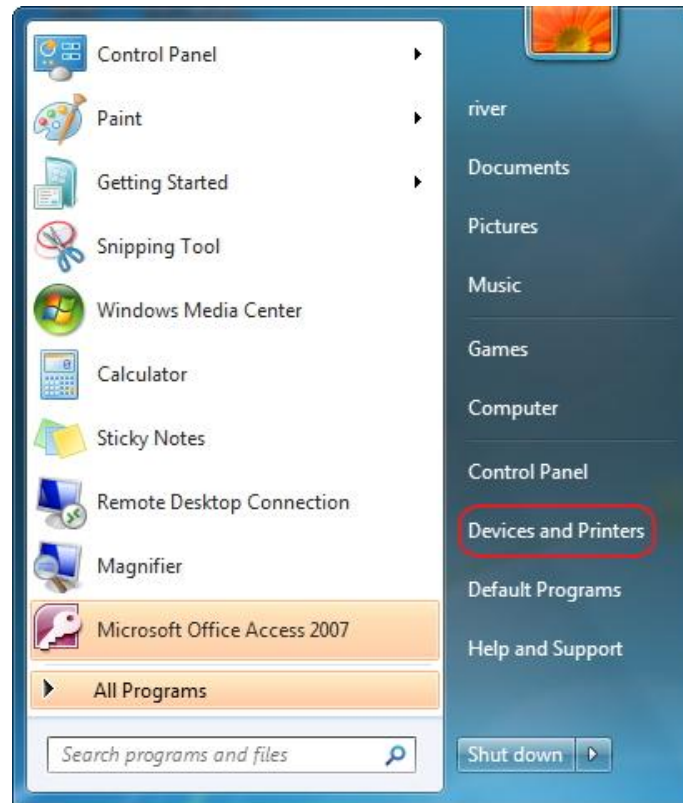 Control Panel
Paint
Getting Started
Snipping Tool
Windows Media Center
Calculator
Sticky Notes
Remote Desktop Connection
Magnifier
Microsoft Office Access 2007
All Programs
Search programs and files
river
Documents
Pictures
Music
Games
Computer
Control Panel
Devices and Printers
Default Programs
Help and Support
Shut down